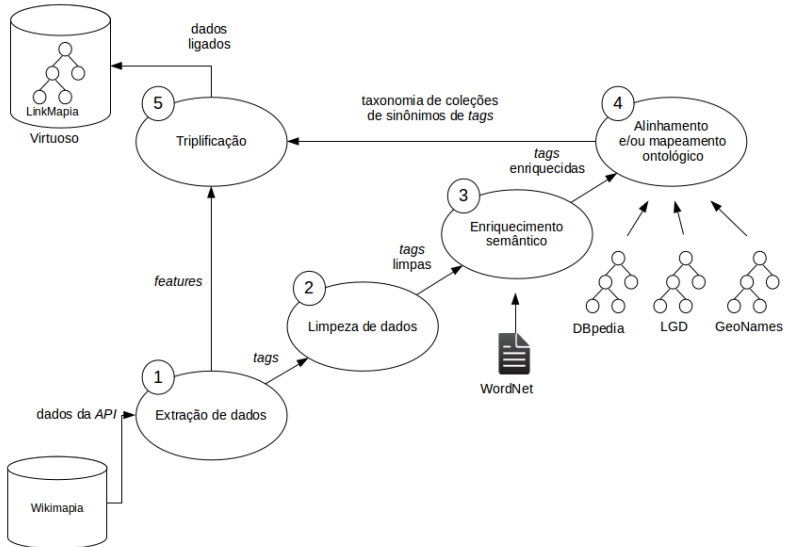 dados
ligados
LinkMapia
Virtuoso
5
Triplificação
taxonomia de coleções
de sinônimos de tags
4
Alinhamento
e/ou mapeamento
ontológico
tags
enriquecidas
3
Enriquecimento
semântico
tags
limpas
features
2
Limpeza de dados
DBpedia
LGD
GeoNames
tags
WordNet
1
Extração de dados
dados da API
Wikimapia